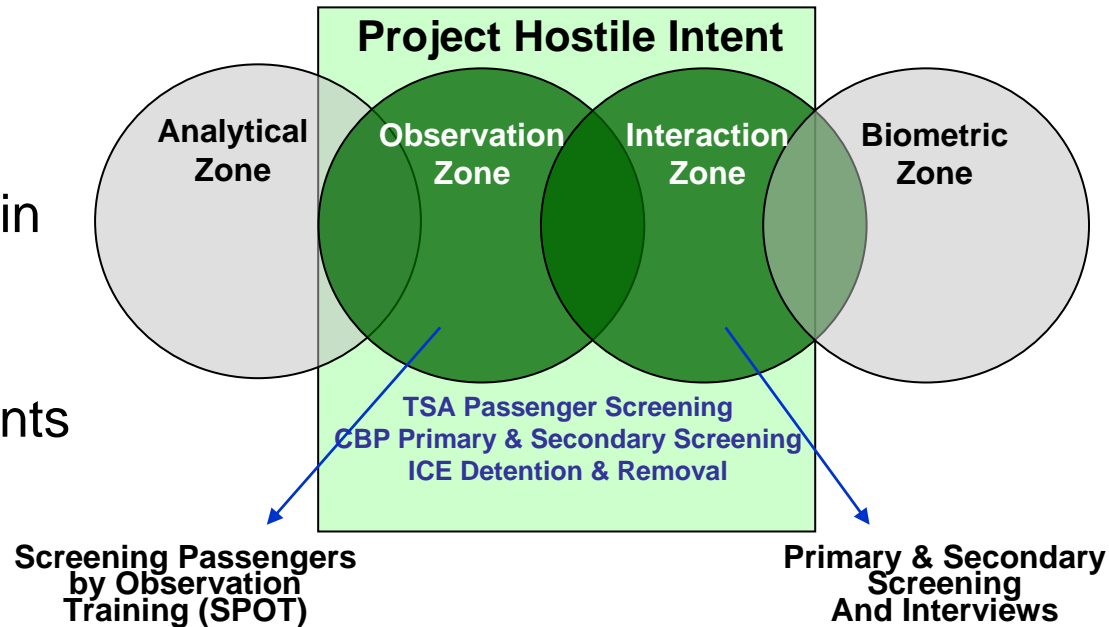 Project Hostile Intent
Analytical
Zone
Observation
Zone
Interaction
Zone
Biometric
Zone
in
nts
TSA Passenger Screening
CBP Primary & Secondary Screening
ICE Detention & Removal
Screening Passengers
by Observation
Training (SPOT)
Primary & Secondary
Screening
And Interviews